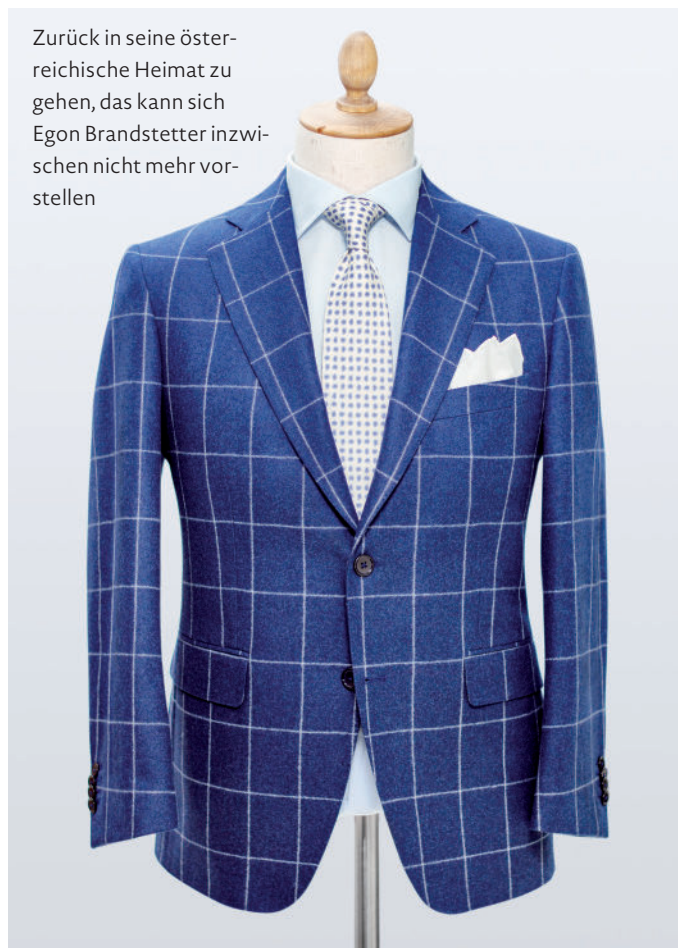 Zurück in seine öster-
reichische Heimat zu
gehen, das kann sich
Egon Brandstetter inzwi-
schen nicht mehr vor-
stellen